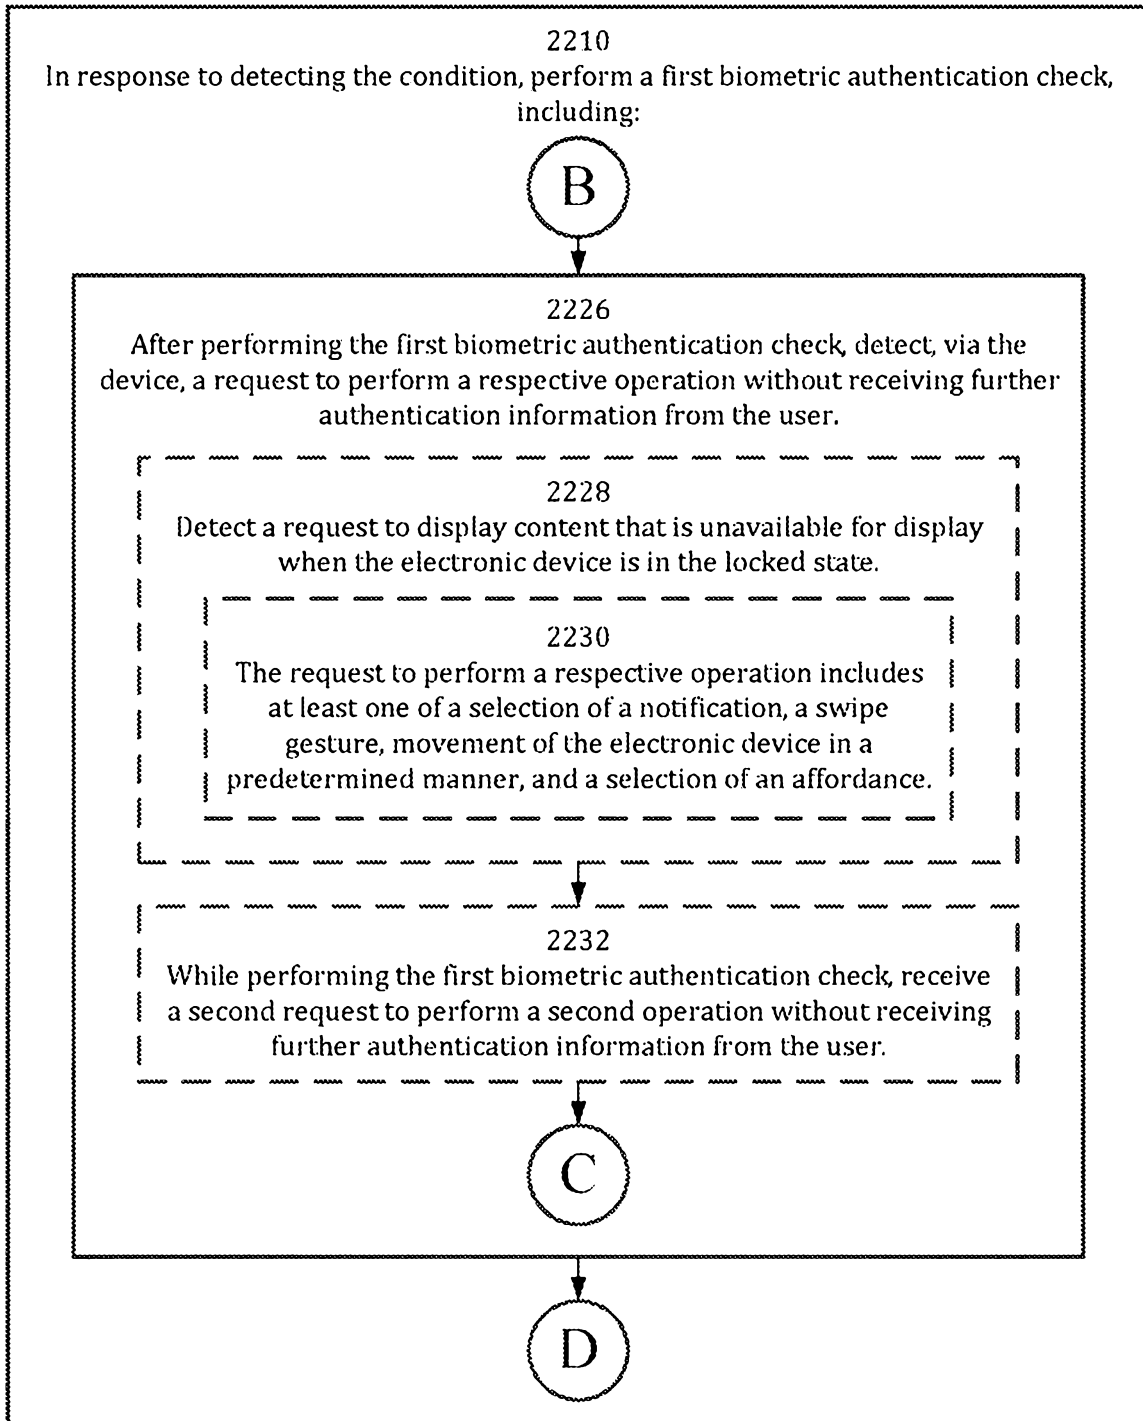 2210
In response to detecting the condition, perform a first biometric authentication check,
including:
B
2226
After performing the first biometric authentication check, detect, via the
device, a request to perform a respective operation without receiving further
authentication information from the user.
2228
Detect a request to display content that is unavailable for display
when the electronic device is in the locked state.
2230
The request to perform a respective operation includes
at least one of a selection of a notification, a swipe
gesture, movement of the electronic device in a
predetermined manner, and a selection of an affordance.
2232
While performing the first biometric authentication check, receive
a second request to perform a second operation without receiving
further authentication information from the user.
C
D